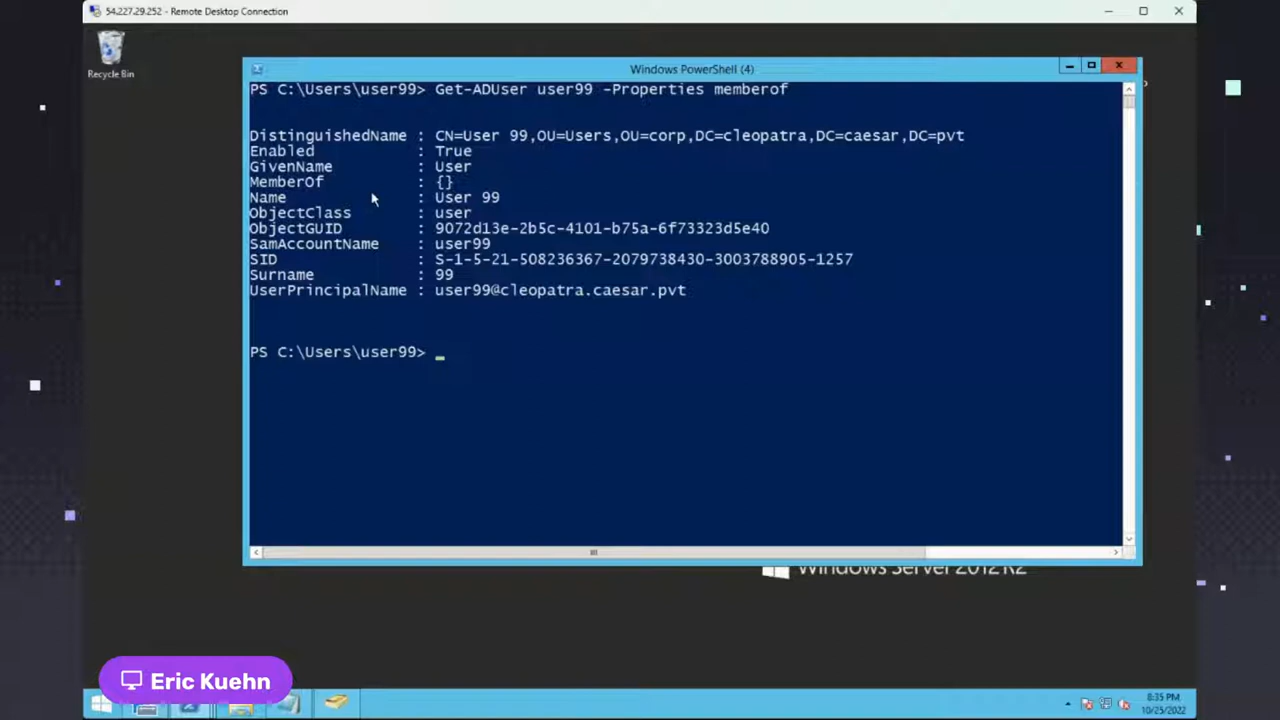 54.227.29.252 - Remote Desktop Connection
Recycle Bin
Windows PowerShell (4)
PS C:\Users\user99> Get-ADUser user99 -Properties memberof
DistinguishedName : CN=User 99,OU=Users,OU=corp,DC=cleopatra,DC=caesar,DC=pvt
Enabled : True
GivenName : User
MemberOf : {}
Name : User 99
ObjectClass : user
ObjectGUID : 9072d13e-2b5c-4101-b75a-6f73323d5e40
SamAccountName : user99
SID : S-1-5-21-508236367-2079738430-3003788905-1257
Surname : 99
UserPrincipalName : user99@cleopatra.caesar.pvt
PS C:\Users\user99> _
Windows Server 2012 R2
Eric Kuehn
8:35 PM
10/25/2022